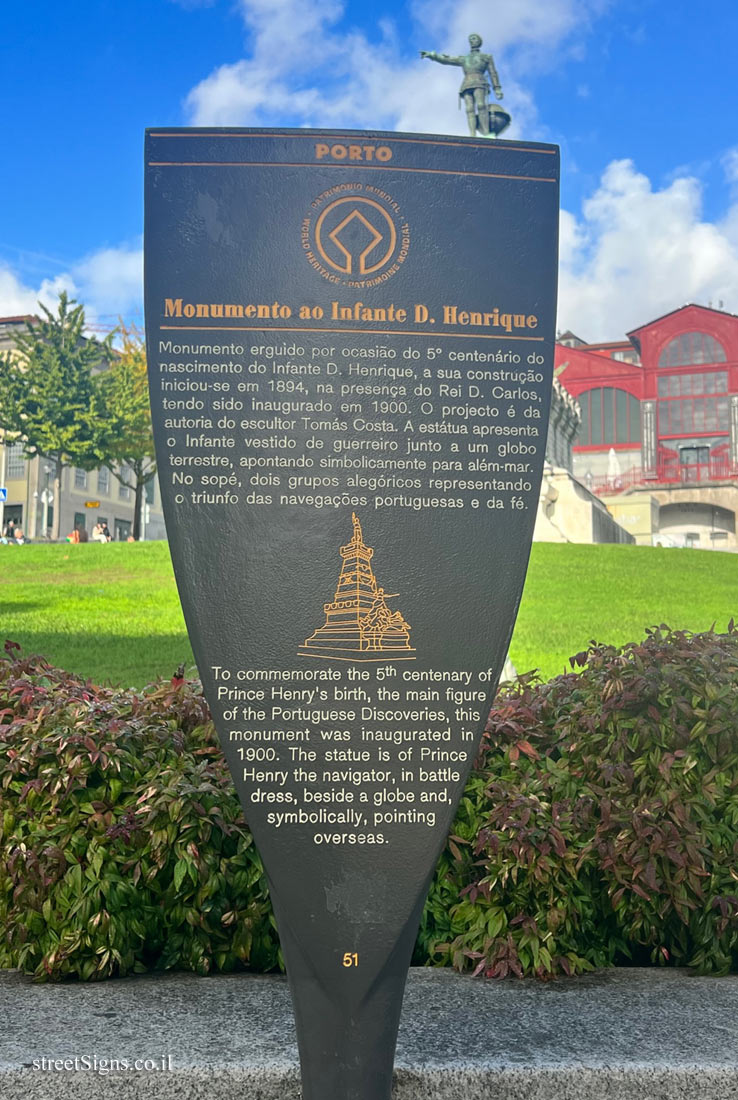 PORTO
PATRIMONIO MUNDIAL • WORLD HERITAGE • PATRIMOINE MONDIAL •
Monumento ao Infante D. Henrique
Monumento erguido por ocasião do 5º centenário do
nascimento do Infante D. Henrique, a sua construção
iniciou-se em 1894, na presença do Rei D. Carlos,
tendo sido inaugurado em 1900. O projecto é da
autoria do escultor Tomás Costa. A estátua apresenta
o Infante vestido de guerreiro junto a um globo
terrestre, apontando simbolicamente para além-mar.
No sopé, dois grupos alegóricos representando
o triunfo das navegações portuguesas e da fé.
To commemorate the 5th centenary of
Prince Henry's birth, the main figure
of the Portuguese Discoveries, this
monument was inaugurated in
1900. The statue is of Prince
Henry the navigator, in battle
dress, beside a globe and,
symbolically, pointing
overseas.
51
streetSigns.co.il